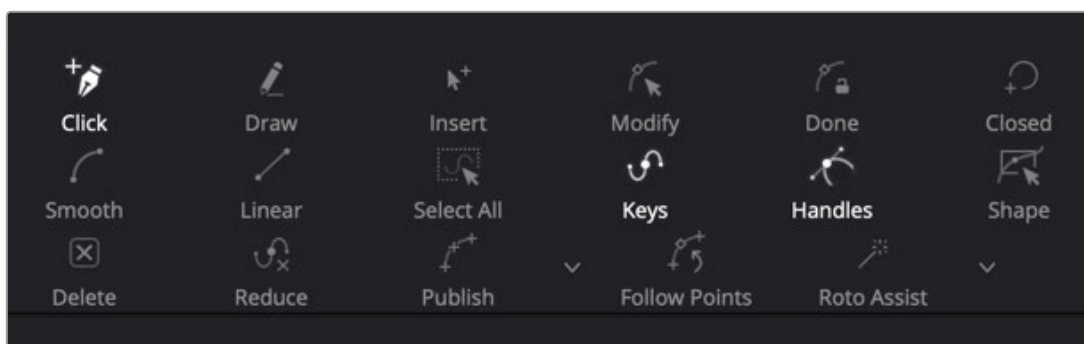 Click Draw Insert Modify Done Closed
Smooth Linear Select All Keys Handles Shape
Delete Reduce Publish Follow Points Roto Assist